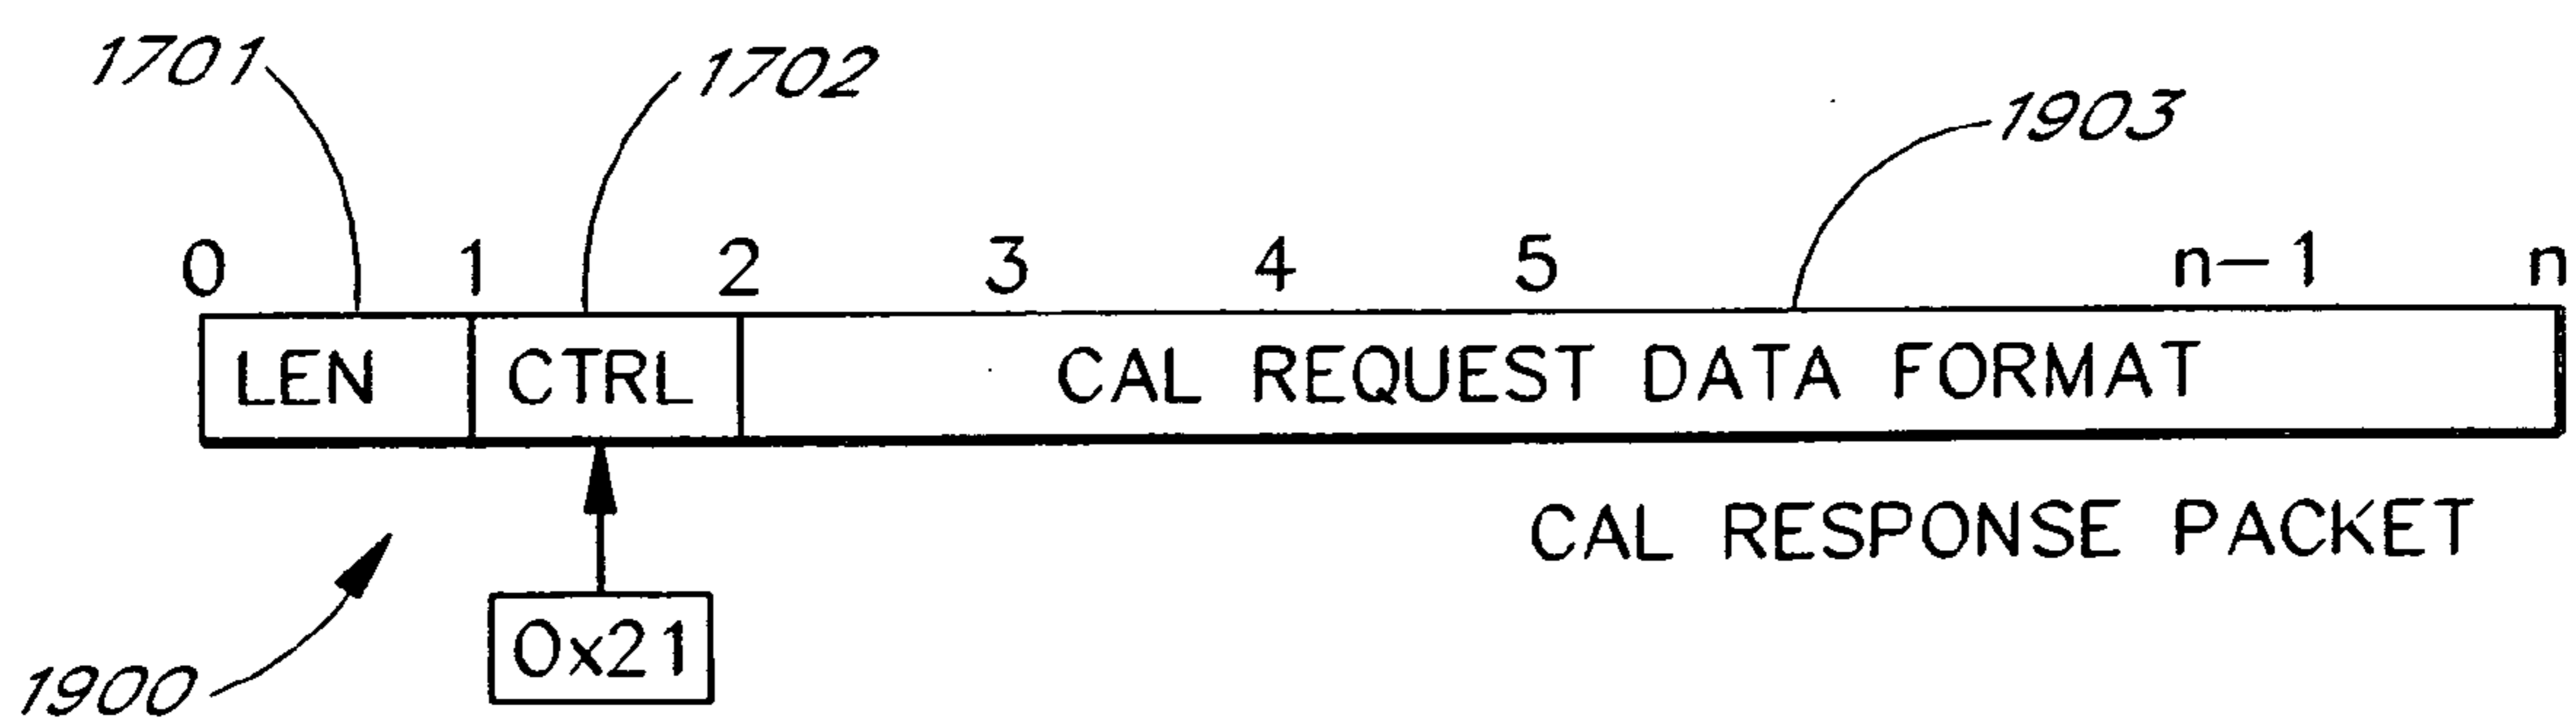 1701
1702
1903
0 1 2 3 4 5 n-1 n
LEN CTRL CAL REQUEST DATA FORMAT
CAL RESPONSE PACKET
0x21
1900